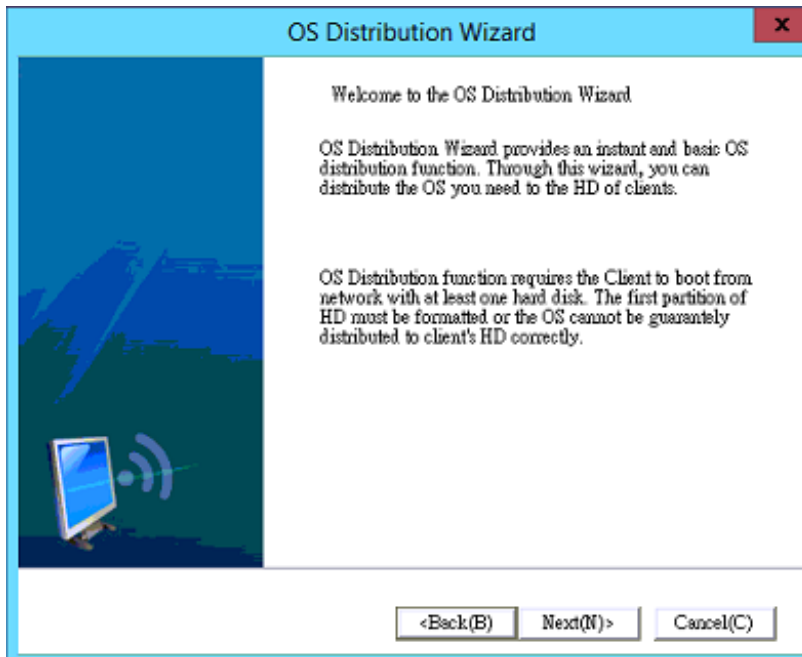 OS Distribution Wizard
x
Welcome to the OS Distribution Wizard
OS Distribution Wizard provides an instant and basic OS
distribution function. Through this wizard, you can
distribute the OS you need to the HD of clients.
OS Distribution function requires the Client to boot from
network with at least one hard disk. The first partition of
HD must be formatted or the OS cannot be guarantely
distributed to client's HD correctly.
<Back(B) Next(N)> Cancel(C)